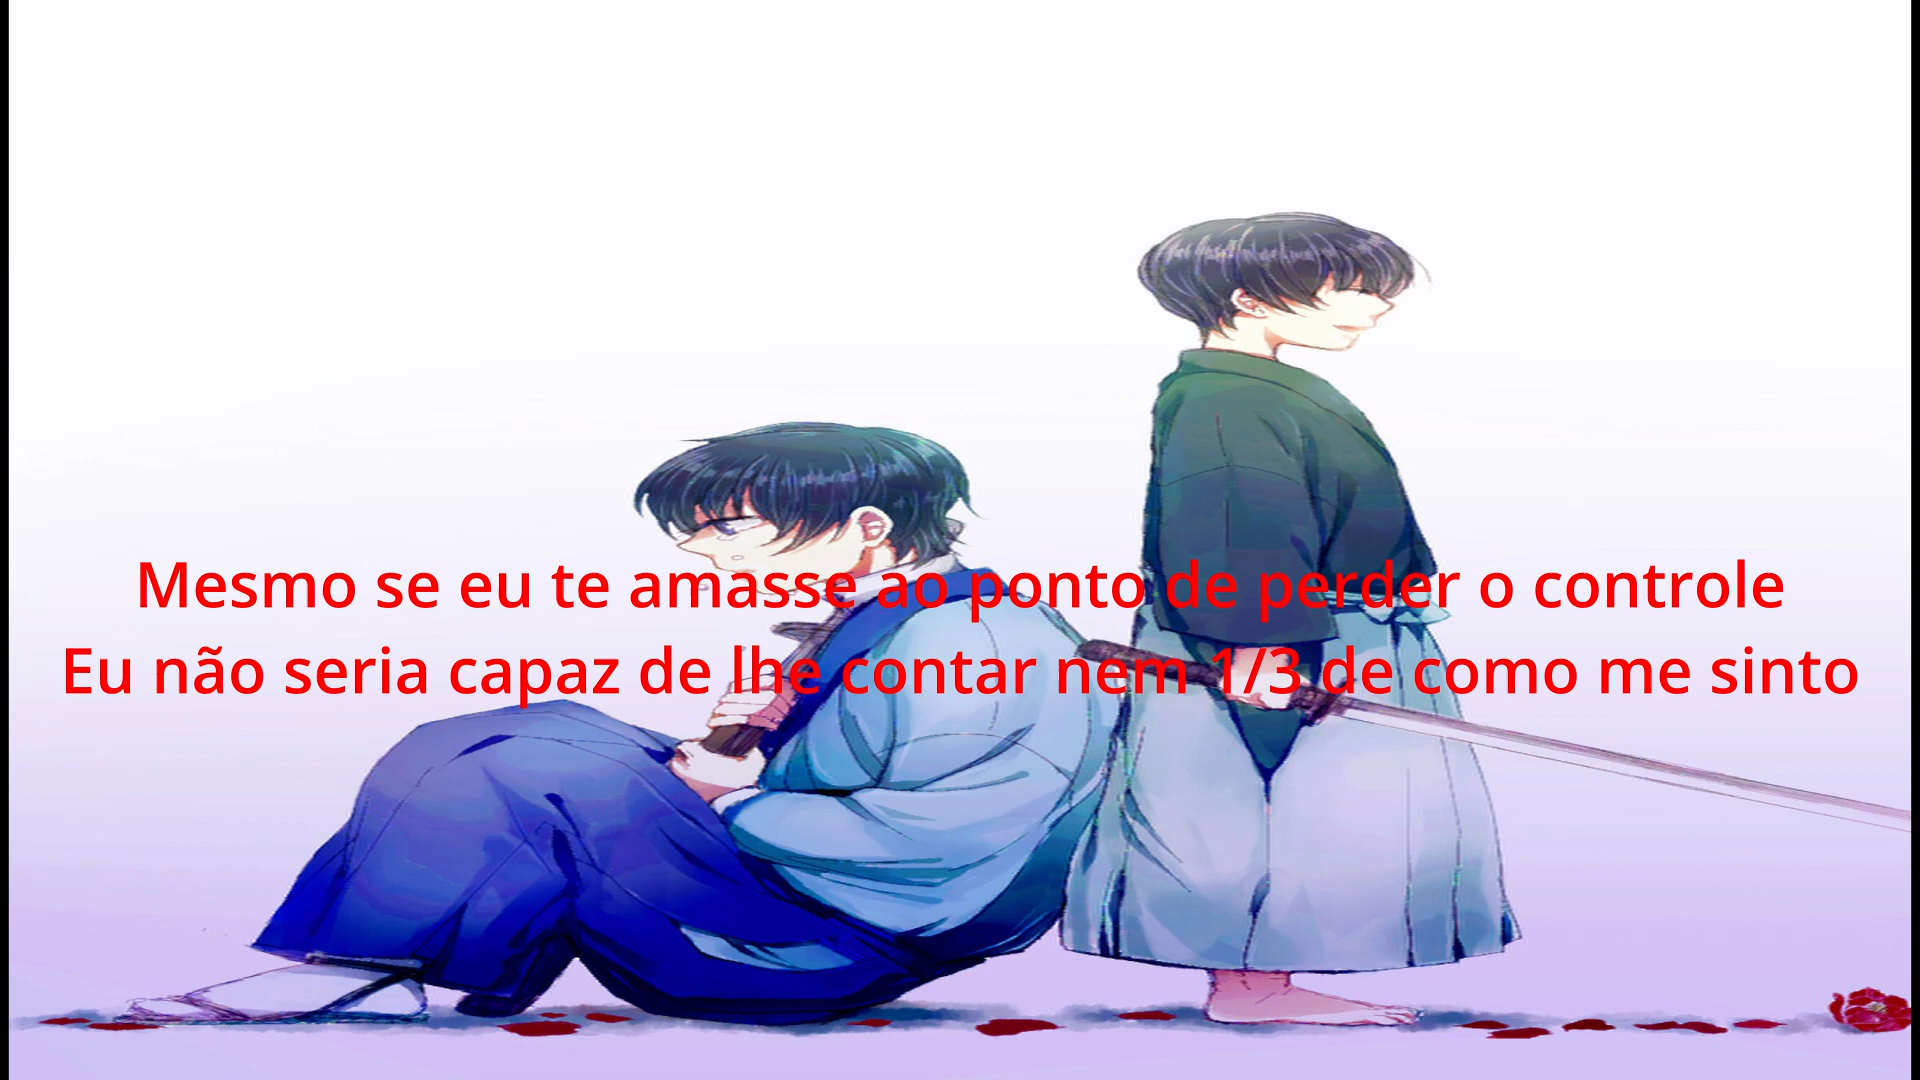 Mesmo se eu te amasse ao ponto de perder o controle
Eu não seria capaz de lhe contar nem 1/3 de como me sinto